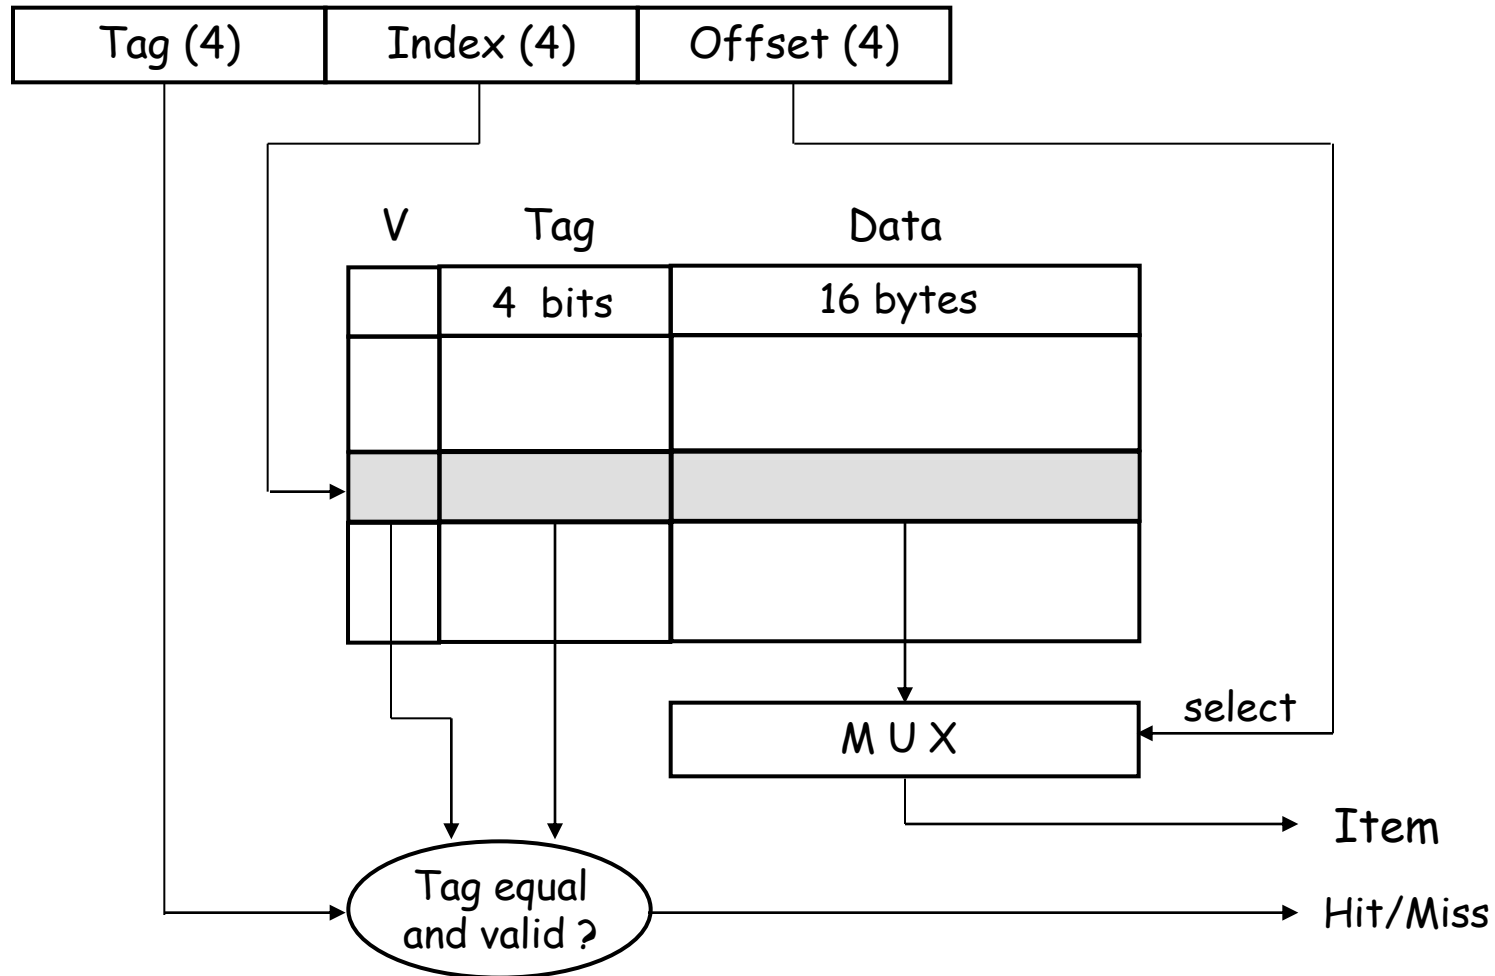 Tag (4) Index (4) Offset (4)
V Tag Data
4 bits 16 bytes
select
M U X
Item
Tag equal
and valid ?
Hit/Miss